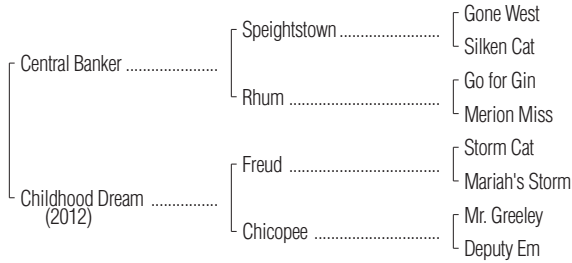 Gone West
Speightstown ....................
Silken Cat
Central Banker ....................
Go for Gin
Rhum ....................
Merion Miss
Storm Cat
Freud ....................
Mariah's Storm
Childhood Dream ....................
(2012)
Mr. Greeley
Chicopee ....................
Deputy Em